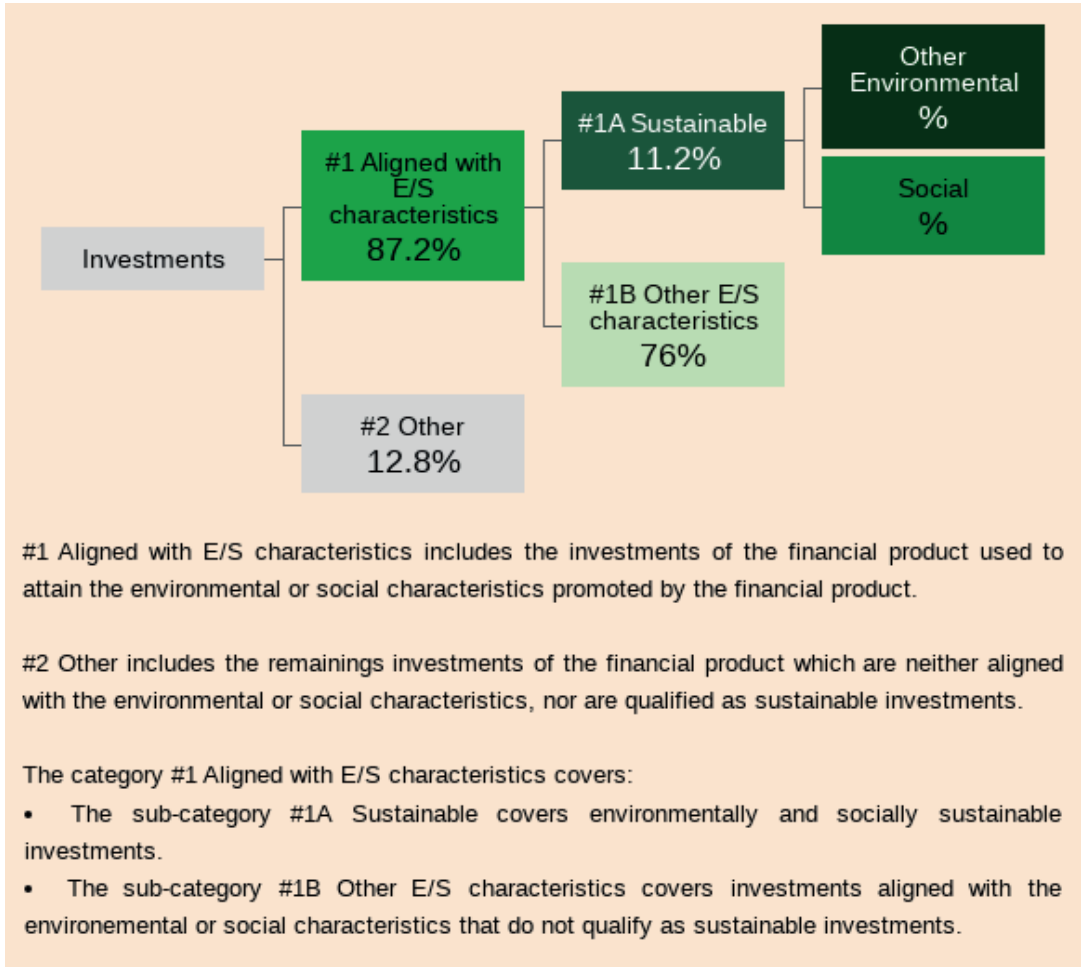 Other
Environmental
%
#1A Sustainable
11.2%
#1 Aligned with
E/S
characteristics
87.2%
Social
%
Investments
#1B Other E/S
characteristics
76%
#2 Other
12.8%
#1 Aligned with E/S characteristics includes the investments of the financial product used to
attain the environmental or social characteristics promoted by the financial product.
#2 Other includes the remainings investments of the financial product which are neither aligned
with the environmental or social characteristics, nor are qualified as sustainable investments.
The category #1 Aligned with E/S characteristics covers:
• The sub-category #1A Sustainable covers environmentally and socially sustainable
investments.
• The sub-category #1B Other E/S characteristics covers investments aligned with the
environemental or social characteristics that do not qualify as sustainable investments.